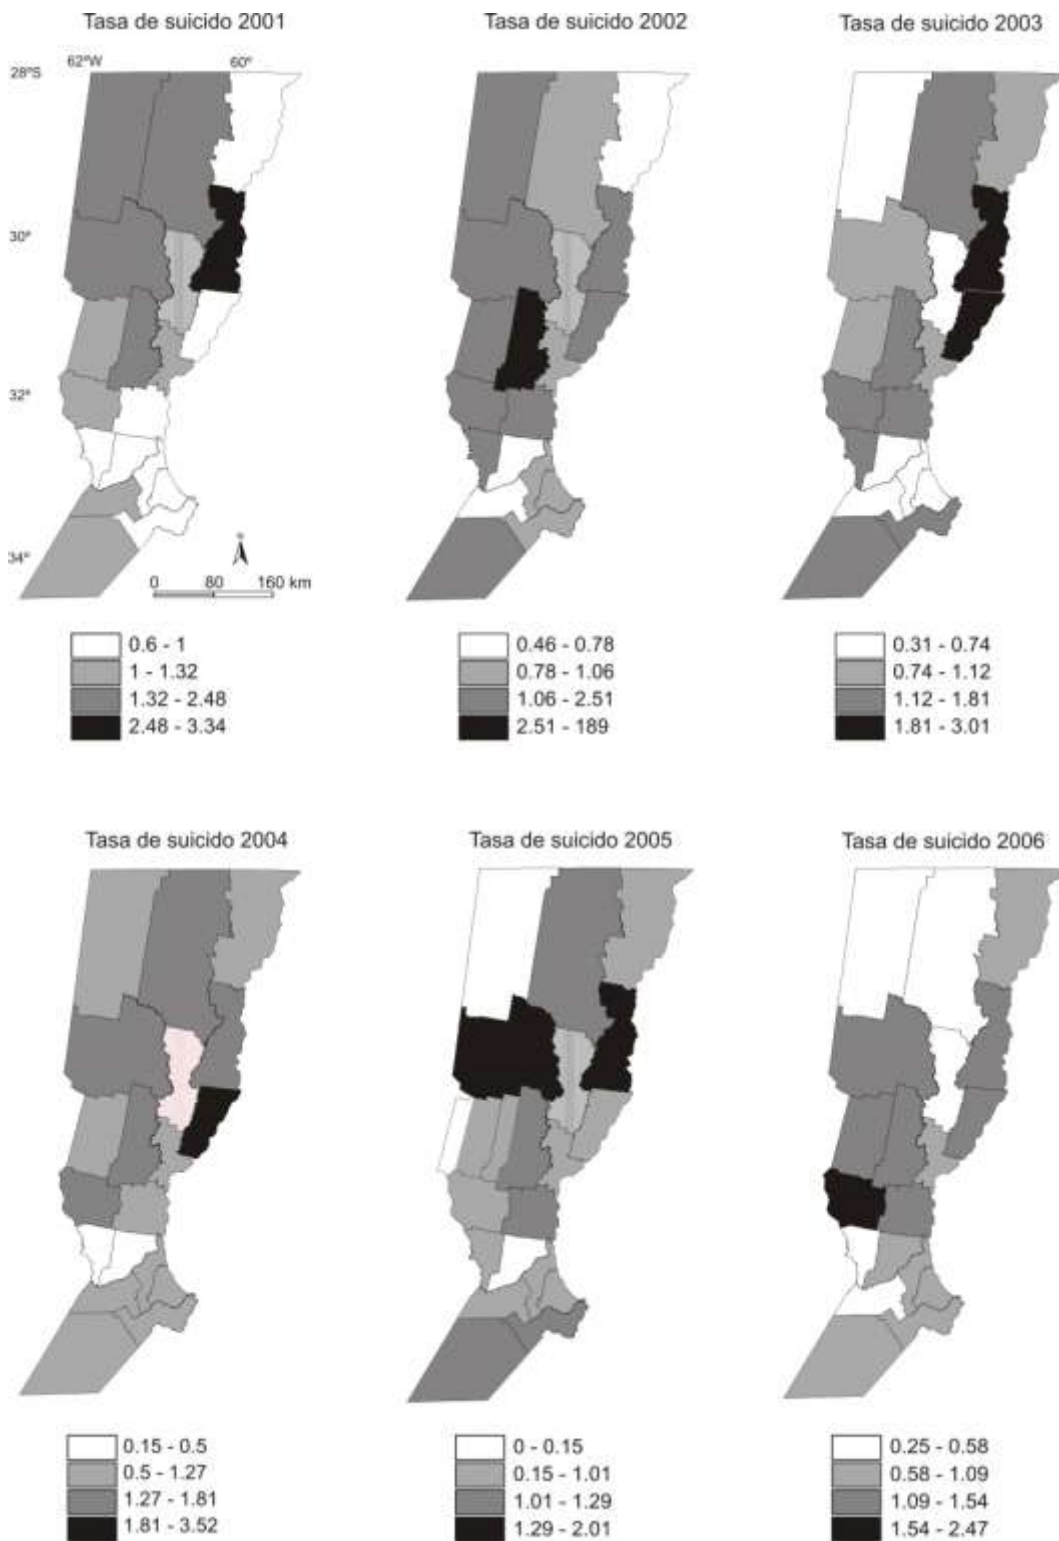 Tasa de suicido 2001
Tasa de suicido 2002
Tasa de suicido 2003
62ºW
60º
28ºS
30º
32º
34º
0 80 160 km
0.6 - 1
1 - 1.32
1.32 - 2.48
2.48 - 3.34
0.46 - 0.78
0.78 - 1.06
1.06 - 2.51
2.51 - 189
0.31 - 0.74
0.74 - 1.12
1.12 - 1.81
1.81 - 3.01
Tasa de suicido 2004
Tasa de suicido 2005
Tasa de suicido 2006
0.15 - 0.5
0.5 - 1.27
1.27 - 1.81
1.81 - 3.52
0 - 0.15
0.15 - 1.01
1.01 - 1.29
1.29 - 2.01
0.25 - 0.58
0.58 - 1.09
1.09 - 1.54
1.54 - 2.47